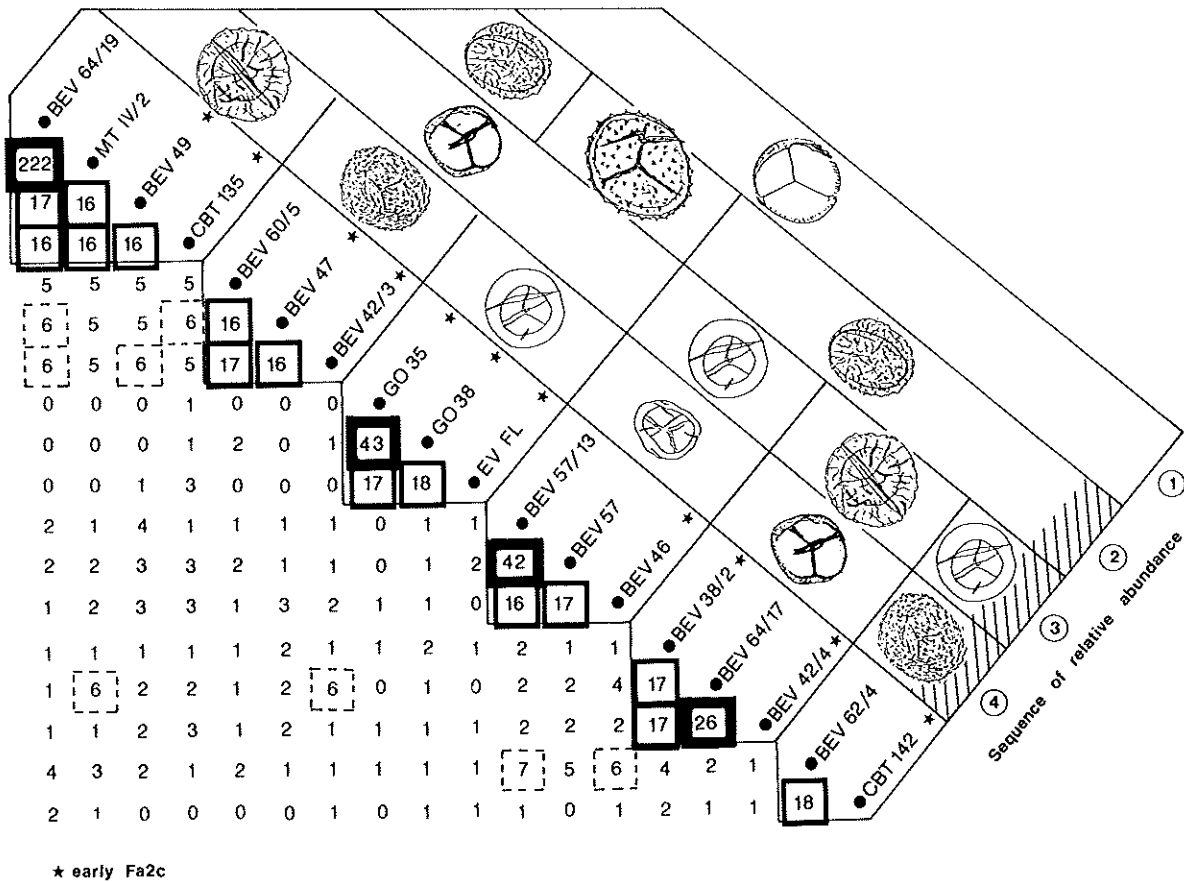 ● BEV 64/19
222 ● MT IV/2
17 16 ● BEV 49 ★
16 16 16 ● CBT 135 ★
5 5 5 5 ● BEV 60/5
6 5 5 6 16 ● BEV 47 ★
6 5 6 5 17 16 ● BEV 42/3 ★
0 0 0 1 0 0 0 ● GO 35 ★
0 0 0 1 2 0 1 43 ● GO 38 ★
0 0 1 3 0 0 0 17 18 ● EV FL ★
2 1 4 1 1 1 1 0 1 1 ● BEV 57/13
2 2 3 3 2 1 1 0 1 2 42 ● BEV 57
1 2 3 3 1 3 2 1 1 0 16 17 ● BEV 46 ★
1 1 1 1 1 2 1 1 2 1 2 1 1 ● BEV 38/2 ★
1 6 2 2 1 2 6 0 1 0 2 2 4 17 ● BEV 64/17
1 1 2 3 1 2 1 1 1 1 2 2 2 17 26 ● BEV 42/4 ★
4 3 2 1 2 1 1 1 1 1 7 5 6 4 2 1 ● BEV 62/4
2 1 0 0 0 0 1 0 1 1 1 0 1 2 1 1 18 ● CBT 142 ★
1
2
3
4
Sequence of relative abundance
★ early Fa2c